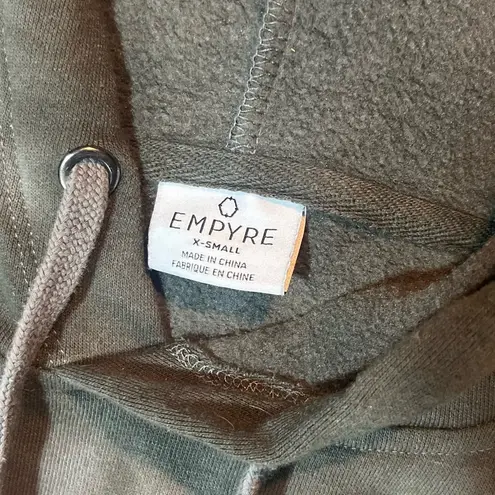 EMPYRE
X-SMALL
MADE IN CHINA
FABRIQUE EN CHINE